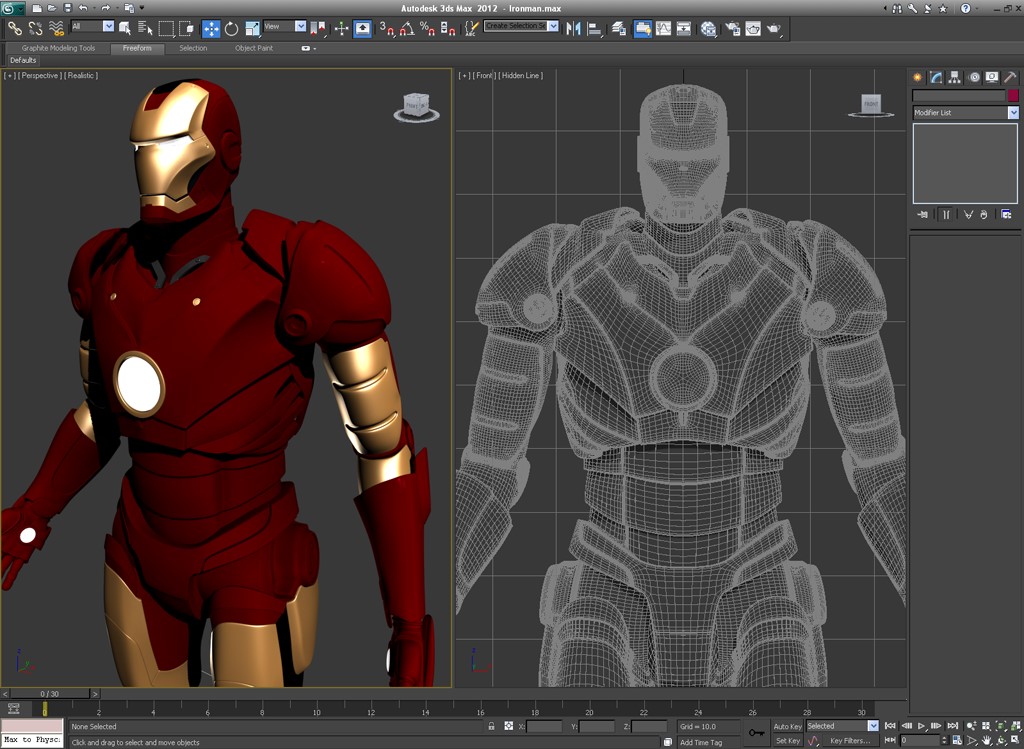 Autodesk 3ds Max 2012 - Ironman.max
All
View
3
Create Selection Se
Graphite Modeling Tools Freeform Selection Object Paint
Defaults
[ + ] [ Perspective ] [ Realistic ]
[ + ] [ Front ] [ Hidden Line ]
FRONT
Modifier List
0 / 30
0 2 4 6 8 10 12 14 16 18 20 22 24 26 28 30
None Selected
X: Y: Z:
Grid = 10.0
Auto Key Selected
Max to Physc:
Click and drag to select and move objects
Add Time Tag
Set Key Key Filters...
0